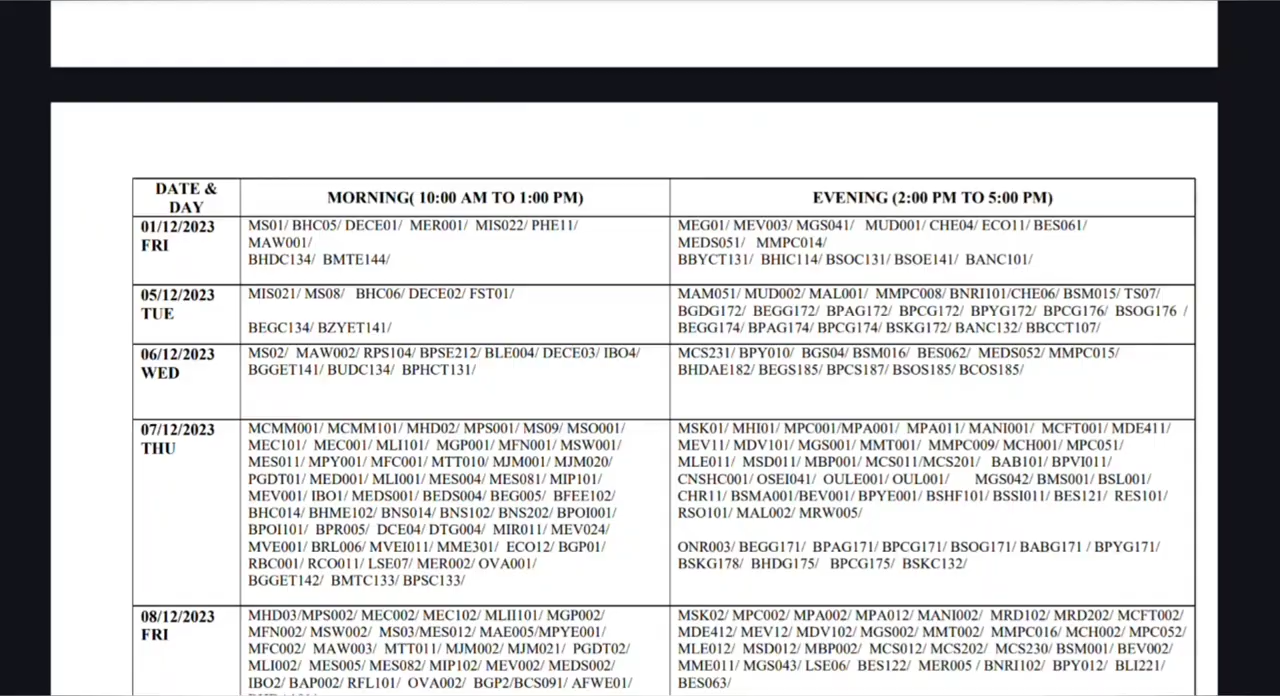 DATE & DAY
MORNING( 10:00 AM TO 1:00 PM)
EVENING (2:00 PM TO 5:00 PM)
01/12/2023
FRI
MS01/ BHC05/ DECE01/ MER001/ MIS022/ PHE11/
MAW001/
BHDC134/ BMTE144/
MEG01/ MEV003/ MGS041/ MUD001/ CHE04/ ECO11/ BES061/
MEDS051/ MMPC014/
BBYCT131/ BHIC114/ BSOC131/ BSOE141/ BANC101/
05/12/2023
TUE
MIS021/ MS08/ BHC06/ DECE02/ FST01/
BEGC134/ BZYET141/
MAM051/ MUD002/ MAL001/ MMPC008/ BNRI101/CHE06/ BSM015/ TS07/
BGDG172/ BEGG172/ BPAG172/ BPCG172/ BPYG172/ BPCG176/ BSOG176 /
BEGG174/ BPAG174/ BPCG174/ BSKG172/ BANC132/ BBCCT107/
06/12/2023
WED
MS02/ MAW002/ RPS104/ BPSE212/ BLE004/ DECE03/ IBO4/
BGGET141/ BUDC134/ BPHCT131/
MCS231/ BPY010/ BGS04/ BSM016/ BES062/ MEDS052/ MMPC015/
BHDAE182/ BEGS185/ BPCS187/ BSOS185/ BCOS185/
07/12/2023
THU
MCMM001/ MCMM101/ MHD02/ MPS001/ MS09/ MSO001/
MEC101/ MEC001/ MLI101/ MGP001/ MFN001/ MSW001/
MES011/ MPY001/ MFC001/ MTT010/ MJM001/ MJM020/
PGDT01/ MED001/ MLI001/ MES004/ MES081/ MIP101/
MEV001/ IBO1/ MEDS001/ BEDS004/ BEG005/ BFEE102/
BHC014/ BHME102/ BNS014/ BNS102/ BNS202/ BPOI001/
BPOI101/ BPR005/ DCE04/ DTG004/ MIR011/ MEV024/
MVE001/ BRL006/ MVEI011/ MME301/ ECO12/ BGP01/
RBC001/ RCO011/ LSE07/ MER002/ OVA001/
BGGET142/ BMTC133/ BPSC133/
MSK01/ MHI01/ MPC001/MPA001/ MPA011/ MANI001/ MCFT001/ MDE411/
MEV11/ MDV101/ MGS001/ MMT001/ MMPC009/ MCH001/ MPC051/
MLE011/ MSD011/ MBP001/ MCS011/MCS201/ BAB101/ BPVI011/
CNSHC001/ OSEI041/ OULE001/ OUL001/ MGS042/ BMS001/ BSL001/
CHR11/ BSMA001/BEV001/ BPYE001/ BSHF101/ BSSI011/ BES121/ RES101/
RSO101/ MAL002/ MRW005/
ONR003/ BEGG171/ BPAG171/ BPCG171/ BSOG171/ BABG171 / BPYG171/
BSKG178/ BHDG175/ BPCG175/ BSKC132/
08/12/2023
FRI
MHD03/MPS002/ MEC002/ MEC102/ MLII101/ MGP002/
MFN002/ MSW002/ MS03/MES012/ MAE005/MPYE001/
MFC002/ MAW003/ MTT011/ MJM002/ MJM021/ PGDT02/
MLI002/ MES005/ MES082/ MIP102/ MEV002/ MEDS002/
IBO2/ BAP002/ RFL101/ OVA002/ BGP2/BCS091/ AFWE01/
MSK02/ MPC002/ MPA002/ MPA012/ MANI002/ MRD102/ MRD202/ MCFT002/
MDE412/ MEV12/ MDV102/ MGS002/ MMT002/ MMPC016/ MCH002/ MPC052/
MLE012/ MSD012/ MBP002/ MCS012/ MCS202/ MCS230/ BSM001/ BEV002/
MME011/ MGS043/ LSE06/ BES122/ MER005 / BNRI102/ BPY012/ BLI221/
BES063/